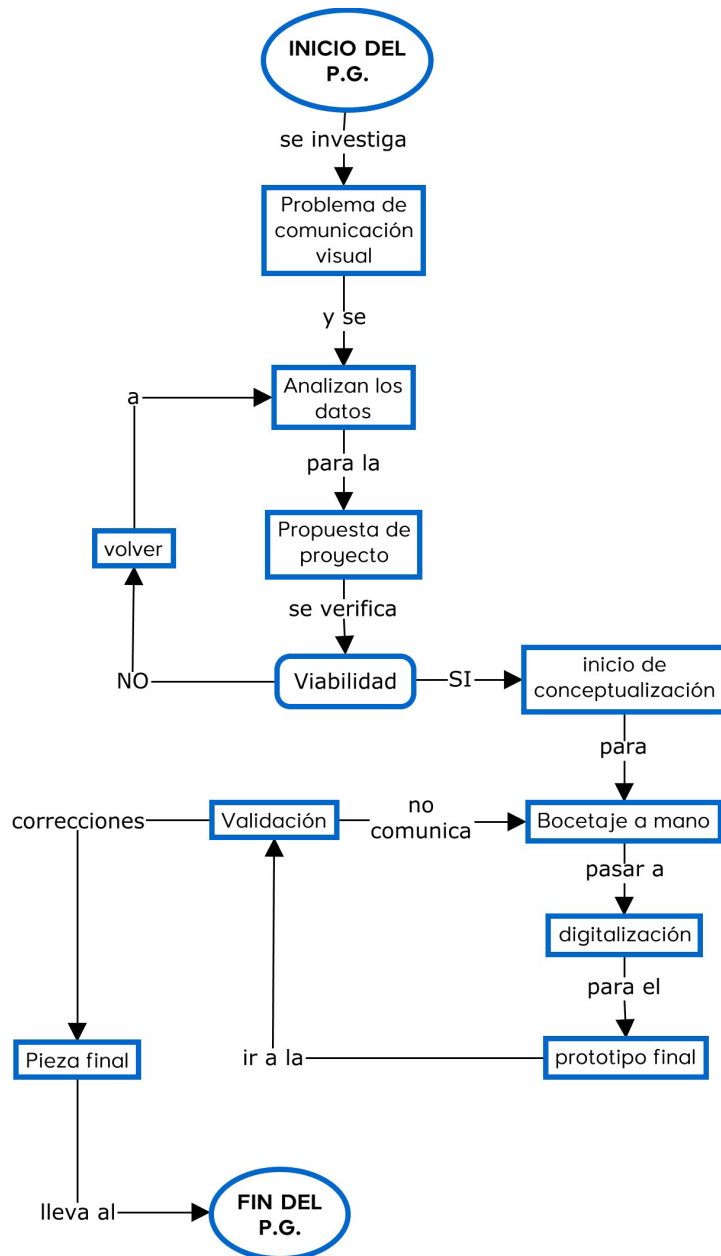 INICIO DEL
P.G.
se investiga
Problema de
comunicación
visual
y se
Analizan los
datos
a
para la
Propuesta de
proyecto
volver
se verifica
Viabilidad
NO
SI
inicio de
conceptualización
para
Bocetaje a mano
no
comunica
Validación
correcciones
pasar a
digitalización
para el
prototipo final
ir a la
Pieza final
lleva al
FIN DEL
P.G.